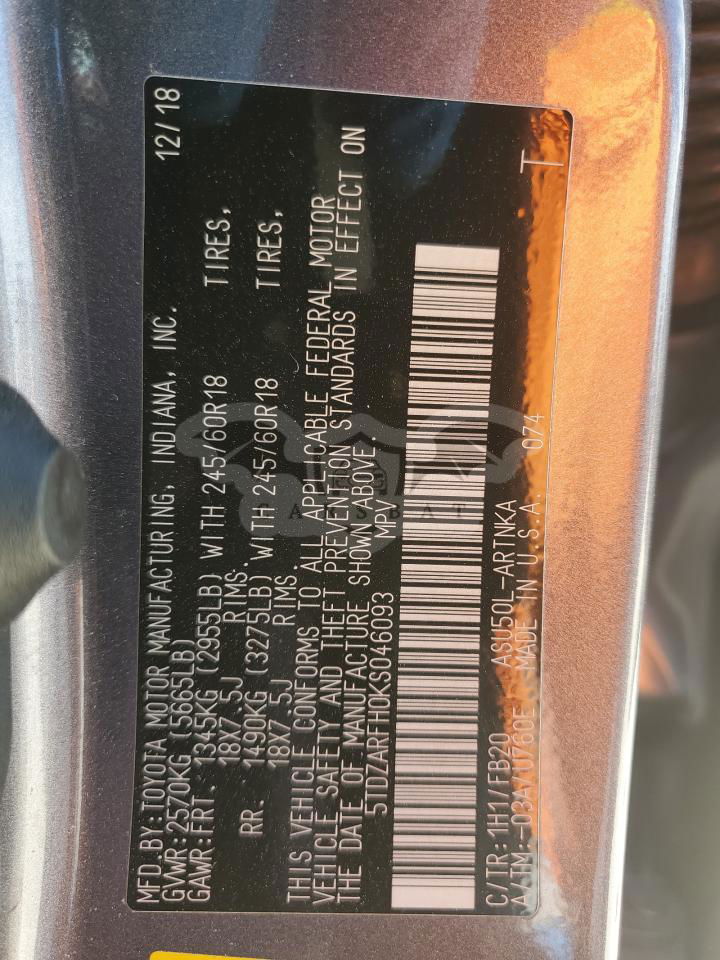 MFD.BY:TOYOTA MOTOR MANUFACTURING, INDIANA, INC. 12/18
GVWR:2570KG (5665LB)
GAWR:FRT. 1345KG (2955LB) WITH 245/60R18 TIRES,
18X7.5J RIMS.
RR. 1490KG (3275LB) WITH 245/60R18 TIRES,
18X7.5J RIMS
THIS VEHICLE CONFORMS TO ALL APPLICABLE FEDERAL MOTOR
VEHICLE SAFETY AND THEFT PREVENTION STANDARDS IN EFFECT ON
THE DATE OF MANUFACTURE SHOWN ABOVE.
5TDZARFH0KS046093 MPV
C/TR:1H1/FB20 ASU50L-ARTNKA
A/TM:-03A/U760E MADE IN U.S.A. 074 T